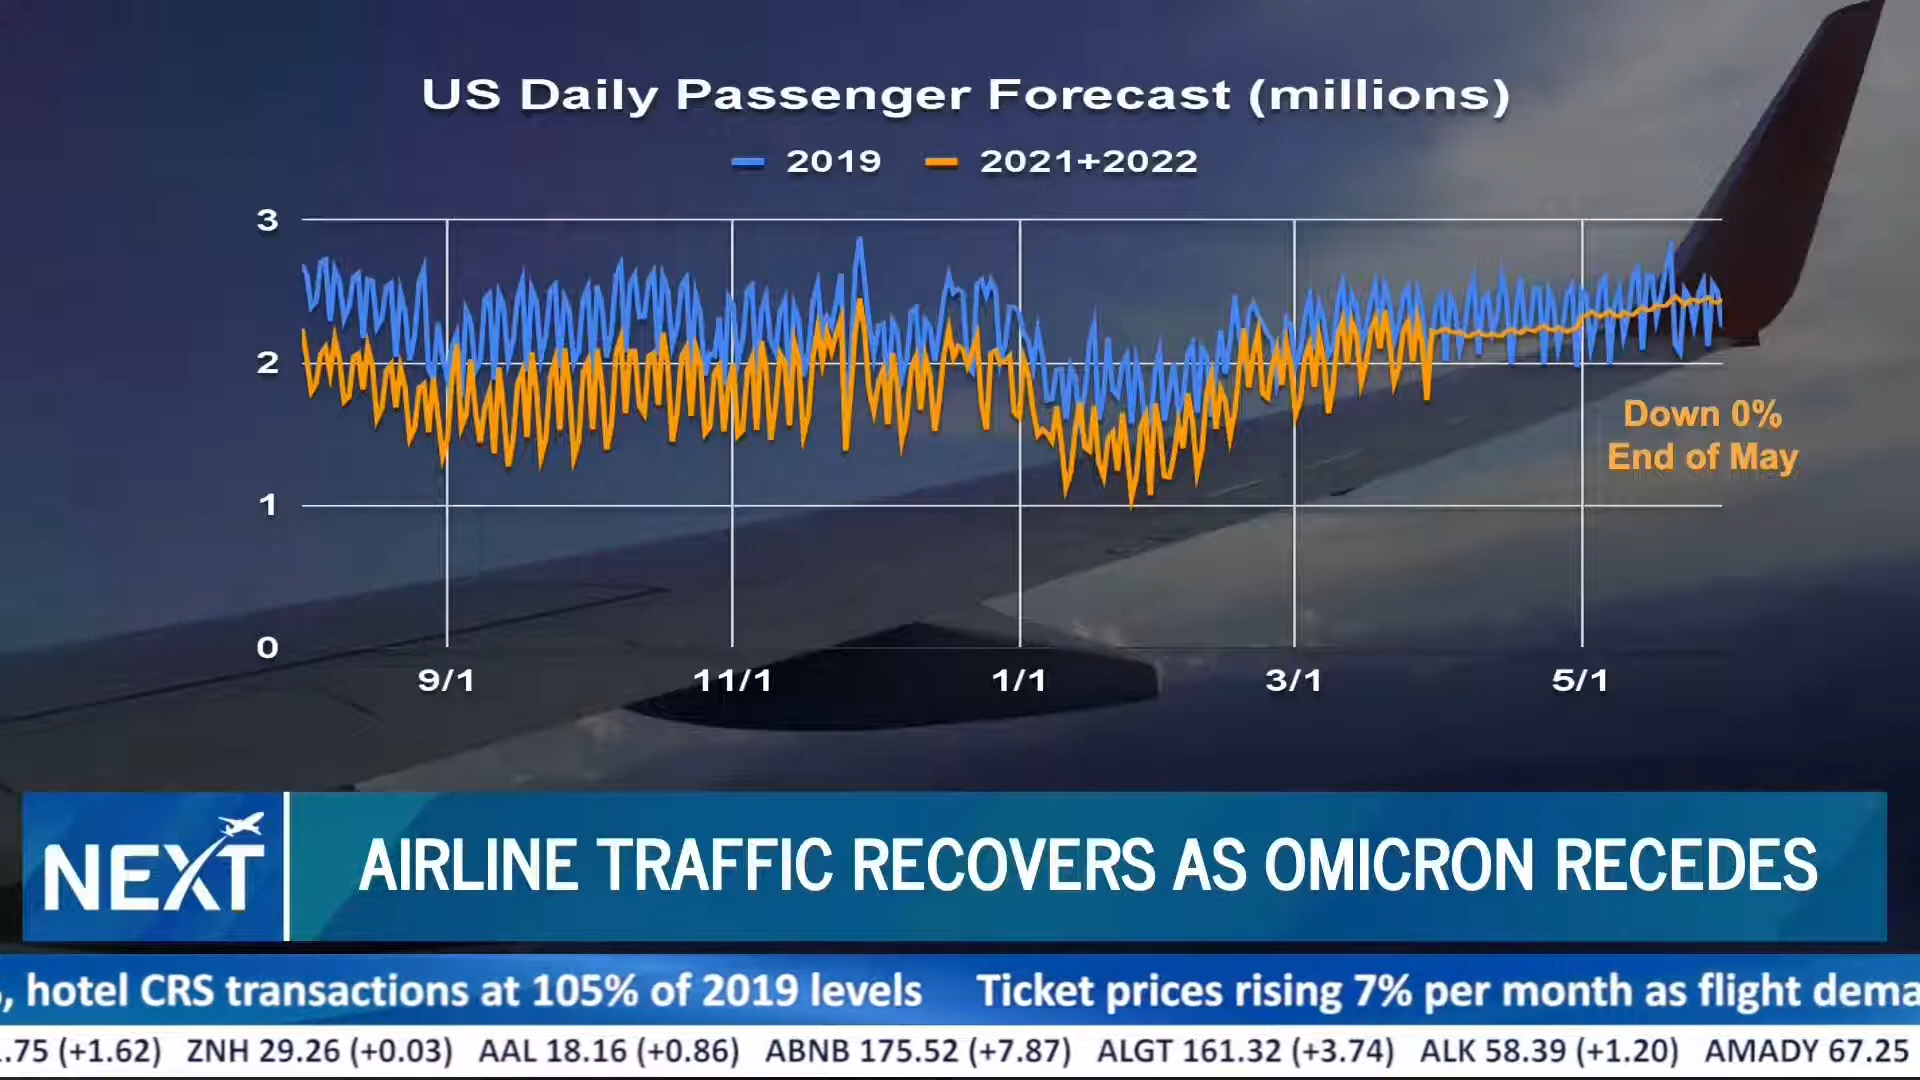 US Daily Passenger Forecast (millions)
2019 2021+2022
3
2
1
0
9/1 11/1 1/1 3/1 5/1
Down 0%
End of May
NEXT
AIRLINE TRAFFIC RECOVERS AS OMICRON RECEDES
, hotel CRS transactions at 105% of 2019 levels Ticket prices rising 7% per month as flight dema
.75 (+1.62) ZNH 29.26 (+0.03) AAL 18.16 (+0.86) ABNB 175.52 (+7.87) ALGT 161.32 (+3.74) ALK 58.39 (+1.20) AMADY 67.25